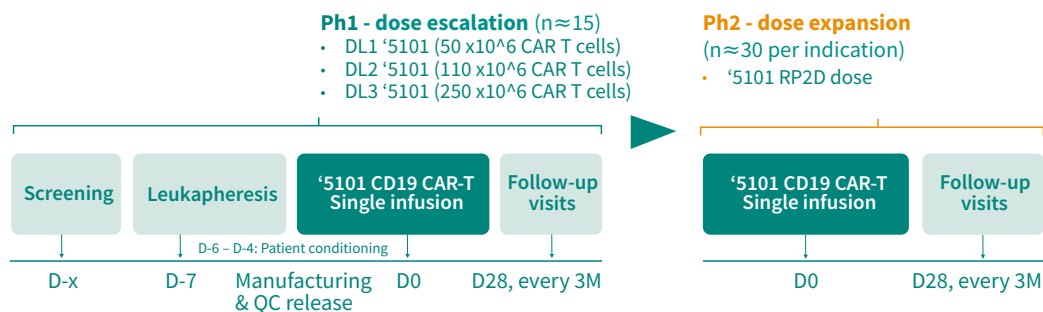 Ph1 - dose escalation (n≈15)
• DL1 ‘5101 (50 x10^6 CAR T cells)
• DL2 ‘5101 (110 x10^6 CAR T cells)
• DL3 ‘5101 (250 x10^6 CAR T cells)
Ph2 - dose expansion
(n≈30 per indication)
• ‘5101 RP2D dose
Screening
Leukapheresis
‘5101 CD19 CAR-T
Single infusion
Follow-up
visits
D-6 – D-4: Patient conditioning
D-x
D-7
Manufacturing
& QC release
D0
D28, every 3M
‘5101 CD19 CAR-T
Single infusion
Follow-up
visits
D0
D28, every 3M